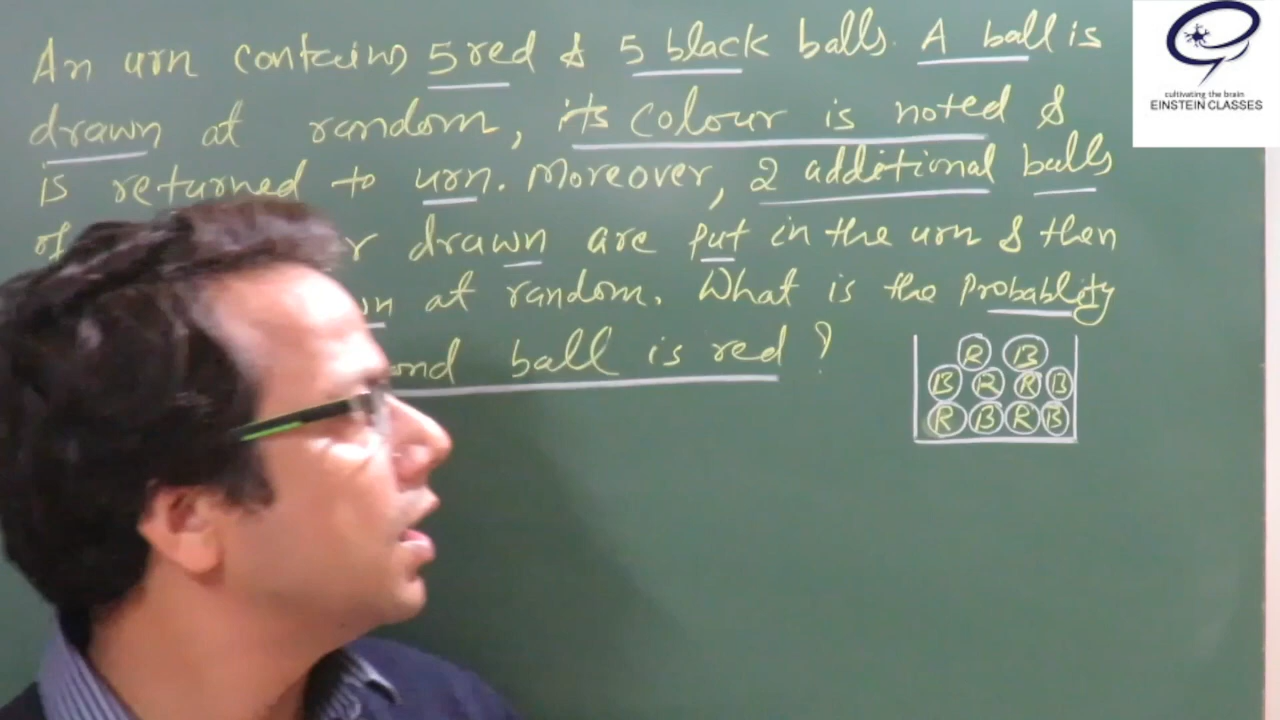 An urn contains 5 red & 5 black balls. A ball is
drawn at random, its colour is noted &
is returned to urn. Moreover, 2 additional balls
of drawn are put in the urn & then
at random. What is the Probablity
ball is red ?
R B
B R R B
R B R B
cultivating the brain
EINSTEIN CLASSES